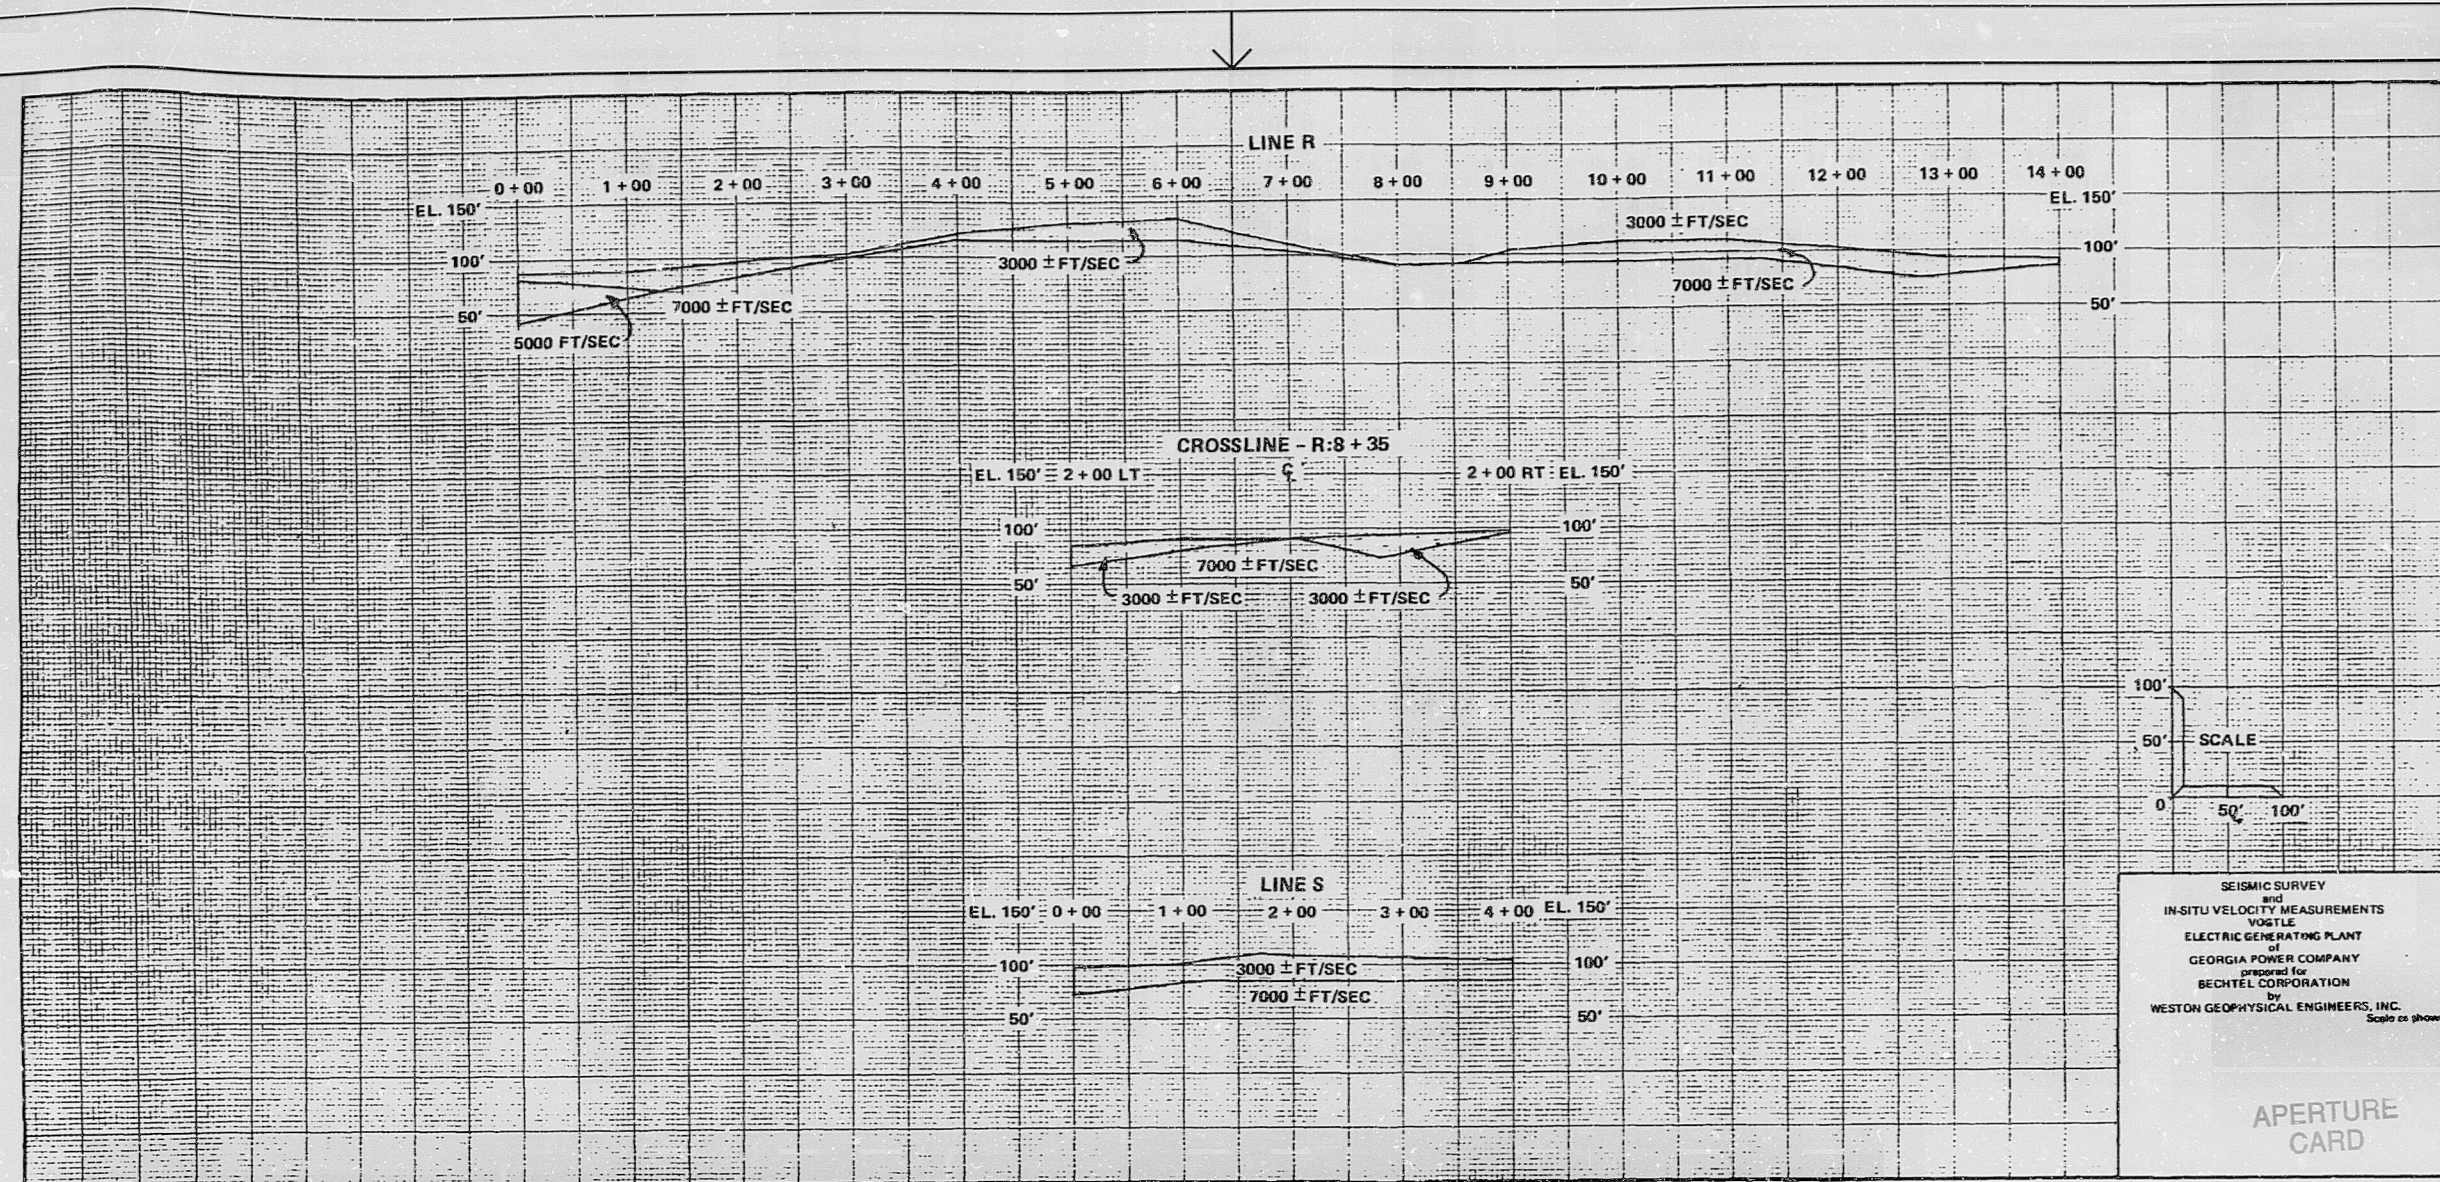 LINE R
0 + 00 1 + 00 2 + 00 3 + 00 4 + 00 5 + 00 6 + 00 7 + 00 8 + 00 9 + 00 10 + 00 11 + 00 12 + 00 13 + 00 14 + 00
EL. 150' EL. 150'
3000 ± FT/SEC
100' 3000 ± FT/SEC 100'
7000 ± FT/SEC
50' 7000 ± FT/SEC 50'
5000 FT/SEC
CROSSLINE – R:8 + 35
EL. 150' 2 + 00 LT ℄ 2 + 00 RT EL. 150'
100' 100'
7000 ± FT/SEC
50' 50'
3000 ± FT/SEC 3000 ± FT/SEC
100'
50' SCALE
0 50' 100'
LINE S
EL. 150' 0 + 00 1 + 00 2 + 00 3 + 00 4 + 00 EL. 150'
100' 3000 ± FT/SEC 100'
7000 ± FT/SEC
50' 50'
SEISMIC SURVEY
and
IN-SITU VELOCITY MEASUREMENTS
VOGTLE
ELECTRIC GENERATING PLANT
of
GEORGIA POWER COMPANY
prepared for
BECHTEL CORPORATION
by
WESTON GEOPHYSICAL ENGINEERS, INC.
Scale as show
APERTURE
CARD